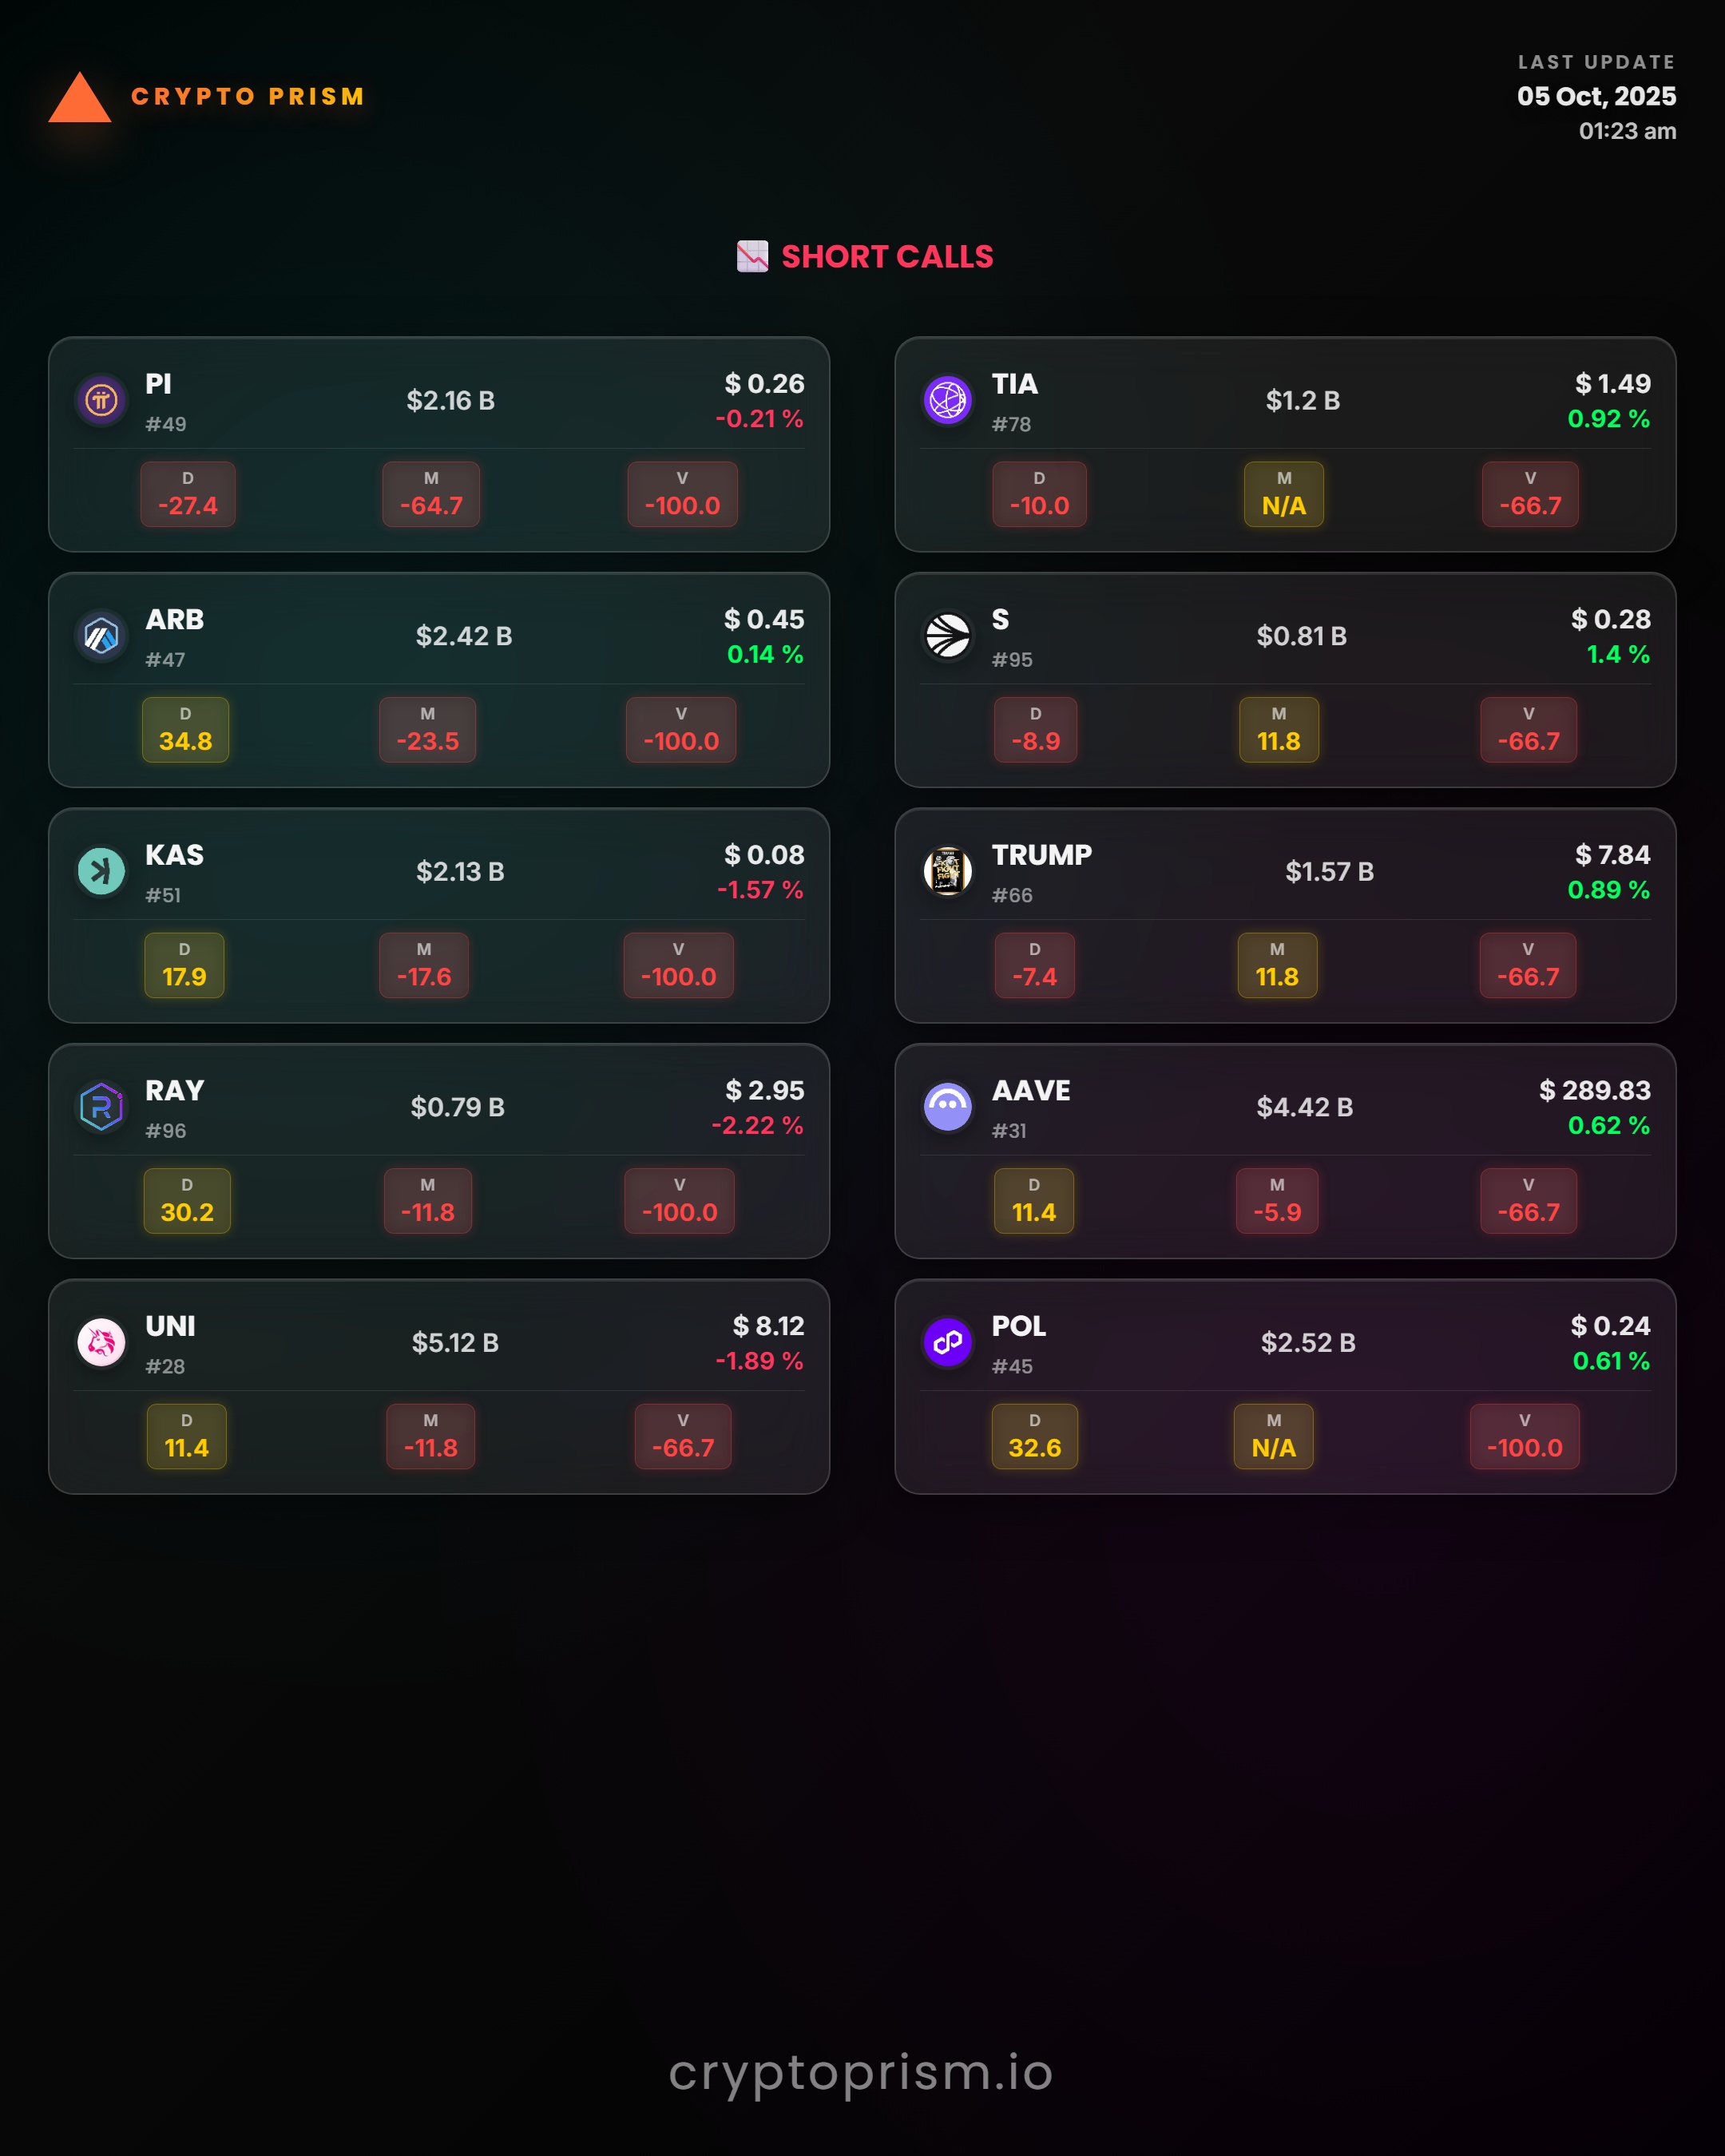 CRYPTO PRISM
LAST UPDATE
05 Oct, 2025
01:23 am
SHORT CALLS
PI
#49
$2.16 B
$ 0.26
-0.21 %
D
-27.4
M
-64.7
V
-100.0
TIA
#78
$1.2 B
$ 1.49
0.92 %
D
-10.0
M
N/A
V
-66.7
ARB
#47
$2.42 B
$ 0.45
0.14 %
D
34.8
M
-23.5
V
-100.0
S
#95
$0.81 B
$ 0.28
1.4 %
D
-8.9
M
11.8
V
-66.7
KAS
#51
$2.13 B
$ 0.08
-1.57 %
D
17.9
M
-17.6
V
-100.0
TRUMP
#66
$1.57 B
$ 7.84
0.89 %
D
-7.4
M
11.8
V
-66.7
RAY
#96
$0.79 B
$ 2.95
-2.22 %
D
30.2
M
-11.8
V
-100.0
AAVE
#31
$4.42 B
$ 289.83
0.62 %
D
11.4
M
-5.9
V
-66.7
UNI
#28
$5.12 B
$ 8.12
-1.89 %
D
11.4
M
-11.8
V
-66.7
POL
#45
$2.52 B
$ 0.24
0.61 %
D
32.6
M
N/A
V
-100.0
cryptoprism.io